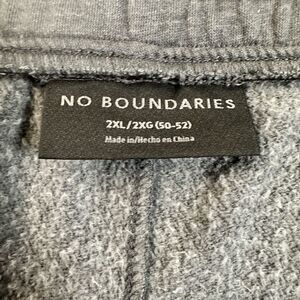 NO BOUNDARIES
2XL/2XG (50-52)
Made in/Hecho en China